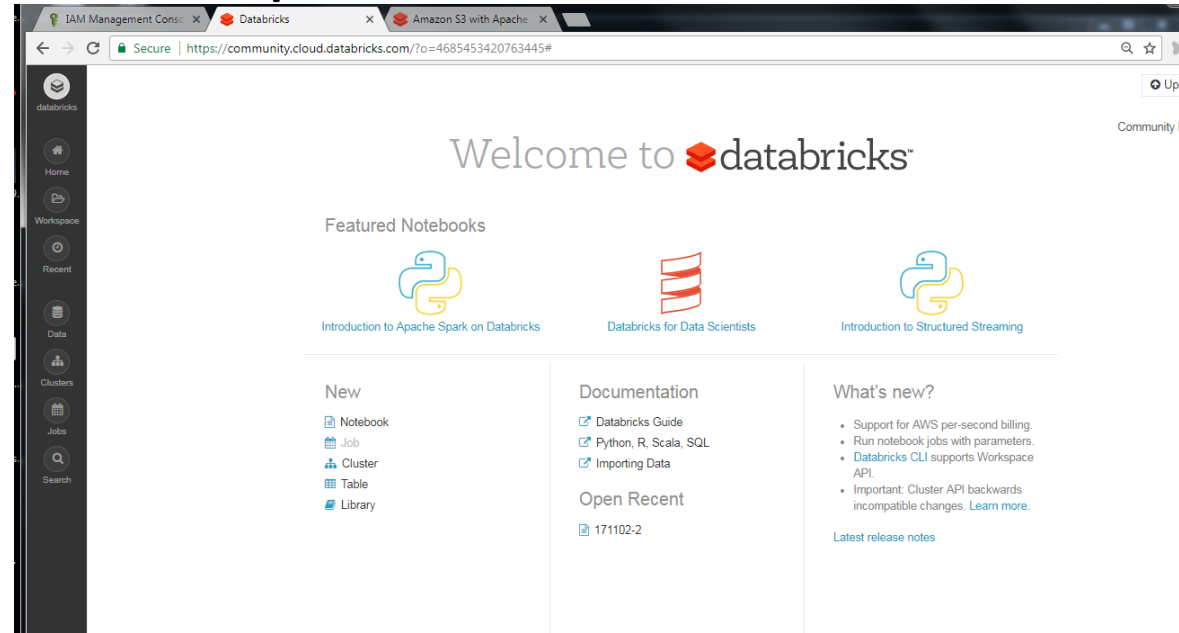 IAM Management Conso
Databricks
Amazon S3 with Apache
Secure | https://community.cloud.databricks.com/?o=4685453420763445#
databricks
Home
Workspace
Recent
Data
Clusters
Jobs
Search
Up
Community
Welcome to databricks
Featured Notebooks
Introduction to Apache Spark on Databricks
Databricks for Data Scientists
Introduction to Structured Streaming
New
Notebook
Job
Cluster
Table
Library
Documentation
Databricks Guide
Python, R, Scala, SQL
Importing Data
Open Recent
171102-2
What's new?
Support for AWS per-second billing.
Run notebook jobs with parameters.
Databricks CLI supports Workspace
API.
Important: Cluster API backwards
incompatible changes. Learn more.
Latest release notes